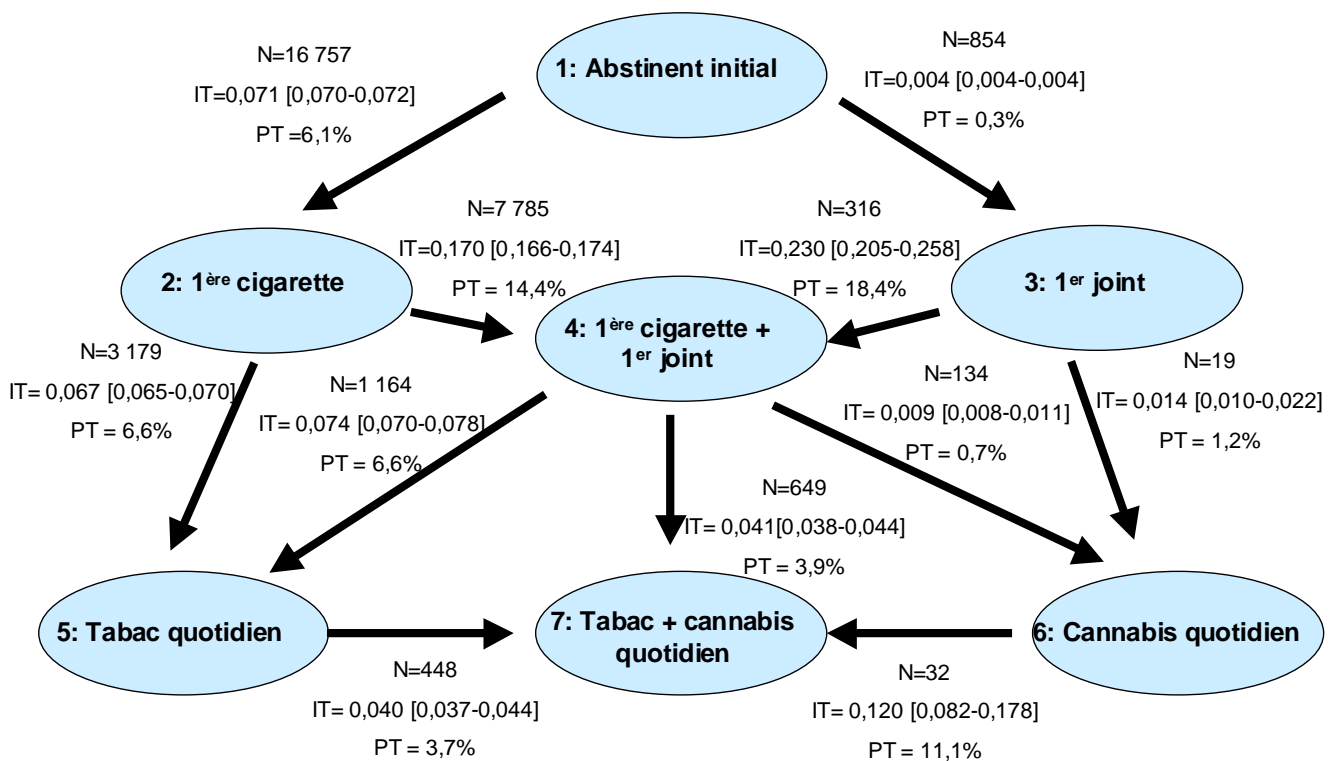 N=16 757
IT=0,071 [0,070-0,072]
PT =6,1%
1: Abstinent initial
N=854
IT=0,004 [0,004-0,004]
PT = 0,3%
2: 1ère cigarette
N=7 785
IT=0,170 [0,166-0,174]
PT = 14,4%
N=316
IT=0,230 [0,205-0,258]
PT = 18,4%
3: 1er joint
4: 1ère cigarette +
1er joint
N=3 179
IT= 0,067 [0,065-0,070]
PT = 6,6%
N=1 164
IT= 0,074 [0,070-0,078]
PT = 6,6%
N=649
IT= 0,041[0,038-0,044]
PT = 3,9%
N=134
IT= 0,009 [0,008-0,011]
PT = 0,7%
N=19
IT= 0,014 [0,010-0,022]
PT = 1,2%
5: Tabac quotidien
7: Tabac + cannabis
quotidien
6: Cannabis quotidien
N=448
IT= 0,040 [0,037-0,044]
PT = 3,7%
N=32
IT= 0,120 [0,082-0,178]
PT = 11,1%